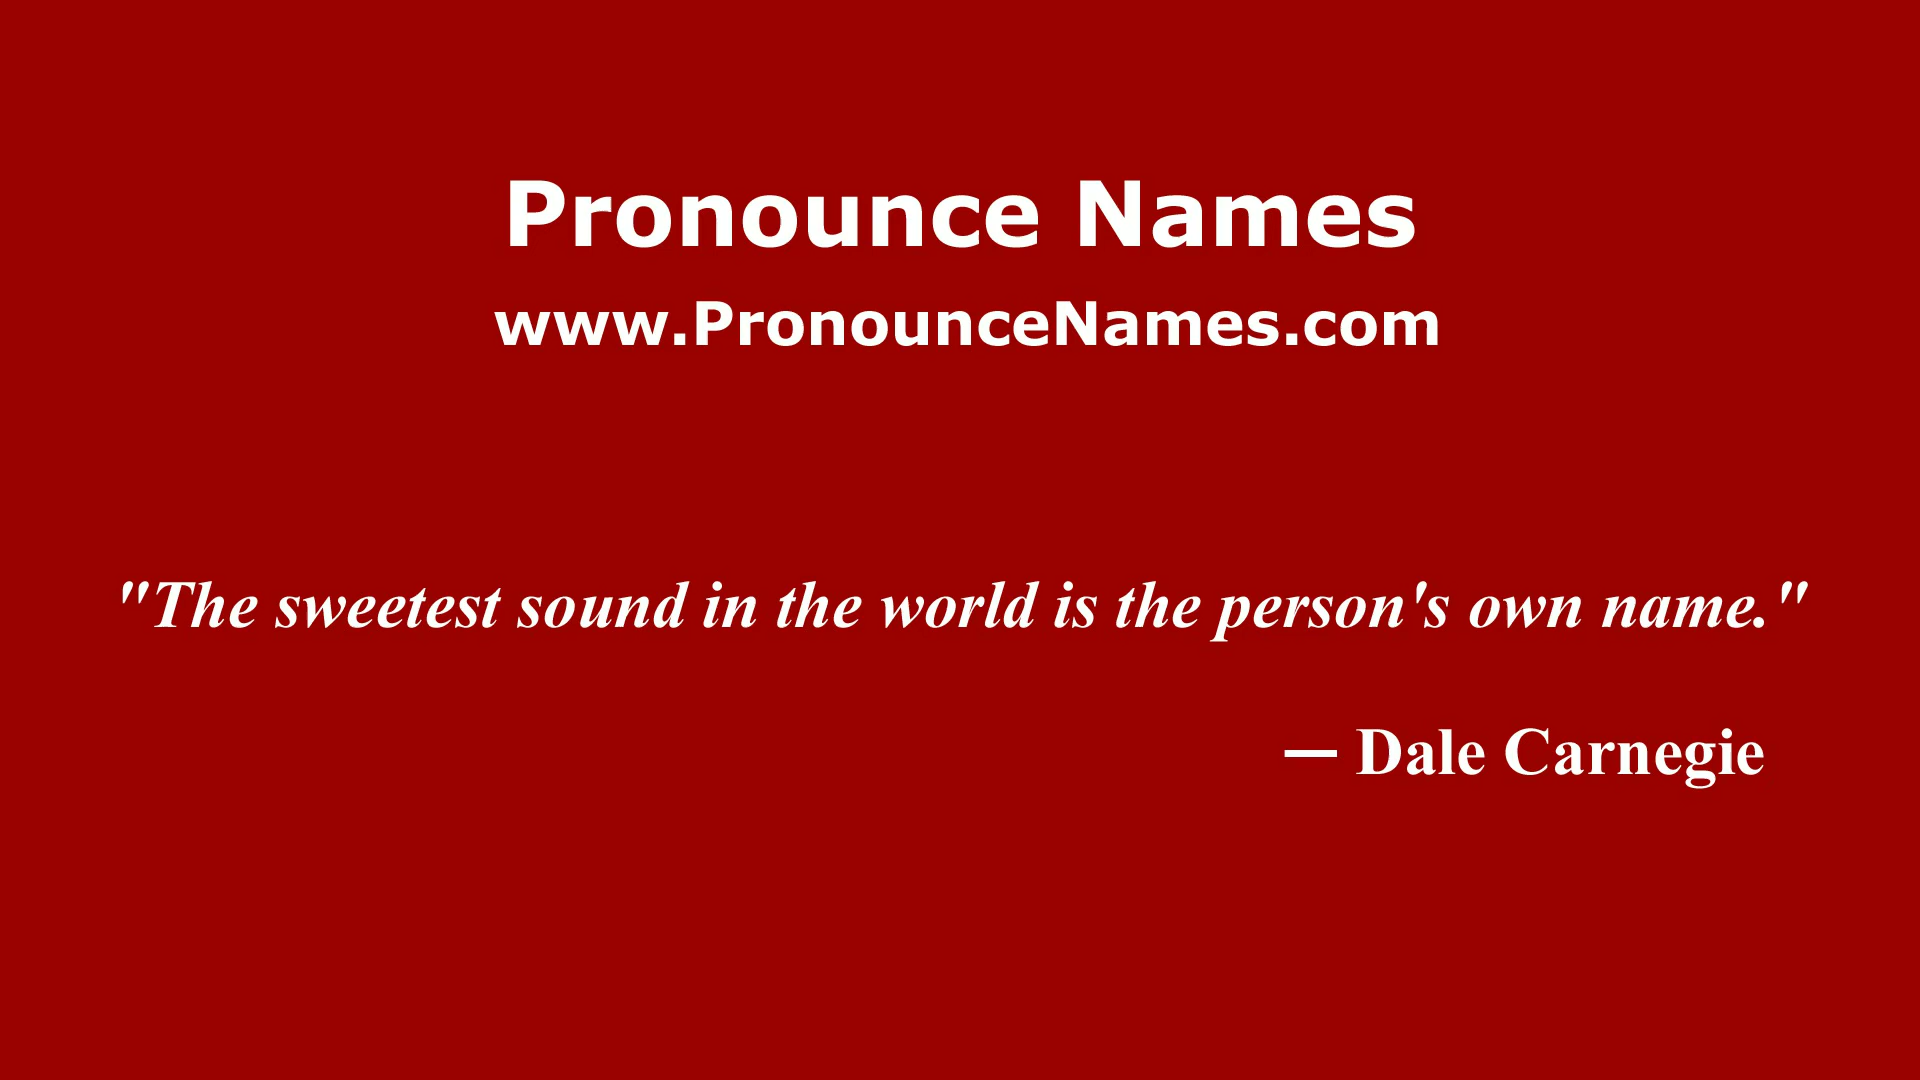 Pronounce Names
www.PronounceNames.com
"The sweetest sound in the world is the person's own name."
— Dale Carnegie